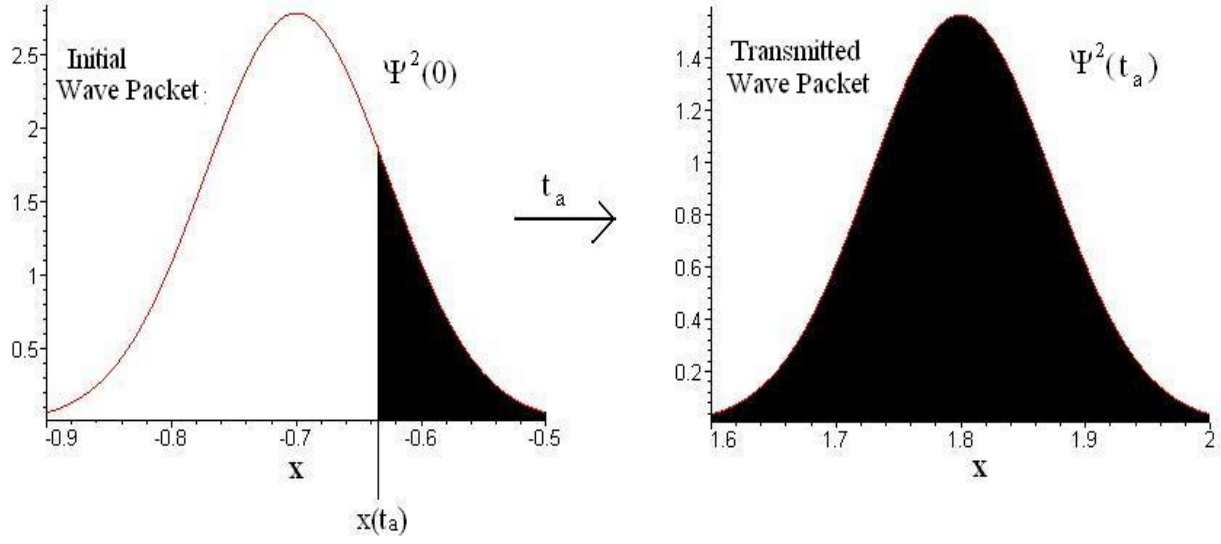 Initial
Wave Packet
Ψ²(0)
2.5
2
1.5
1
0.5
-0.9 -0.8 -0.7 -0.6 -0.5
x
x(tₐ)
tₐ
Transmitted
Wave Packet
Ψ²(tₐ)
1.4
1.2
1
0.8
0.6
0.4
0.2
1.6 1.7 1.8 1.9 2
x